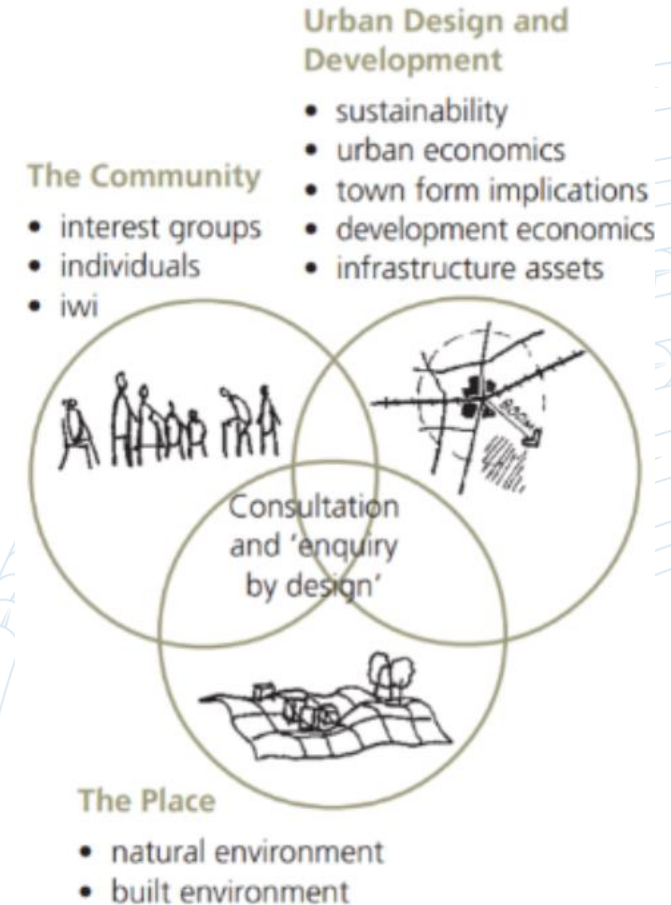 Urban Design and
Development
• sustainability
• urban economics
• town form implications
• development economics
• infrastructure assets
The Community
• interest groups
• individuals
• iwi
800m
Consultation
and 'enquiry
by design'
The Place
• natural environment
• built environment